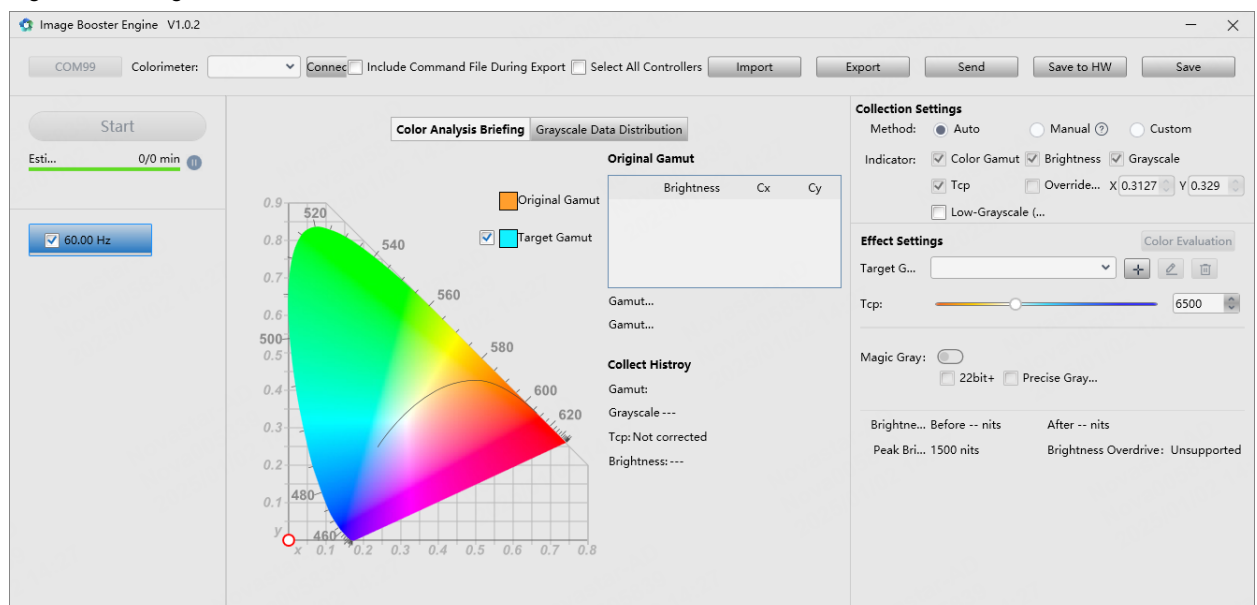 Image Booster Engine V1.0.2
COM99 Colorimeter: Connec Include Command File During Export Select All Controllers Import Export Send Save to HW Save
Start
Esti... 0/0 min
60.00 Hz
Color Analysis Briefing Grayscale Data Distribution
Original Gamut
Target Gamut
0.9
0.8
0.7
0.6
0.5
0.4
0.3
0.2
0.1
y
x 0.1 0.2 0.3 0.4 0.5 0.6 0.7 0.8
520
540
560
580
600
620
500
480
460
Original Gamut
Brightness Cx Cy
Gamut...
Gamut...
Collect Histroy
Gamut:
Grayscale ---
Tcp: Not corrected
Brightness: ---
Collection Settings
Method: Auto Manual ? Custom
Indicator: Color Gamut Brightness Grayscale
Tcp Override... X 0.3127 Y 0.329
Low-Grayscale (...
Effect Settings Color Evaluation
Target G...
Tcp: 6500
Magic Gray:
22bit+ Precise Gray...
Brightne... Before -- nits After -- nits
Peak Bri... 1500 nits Brightness Overdrive: Unsupported